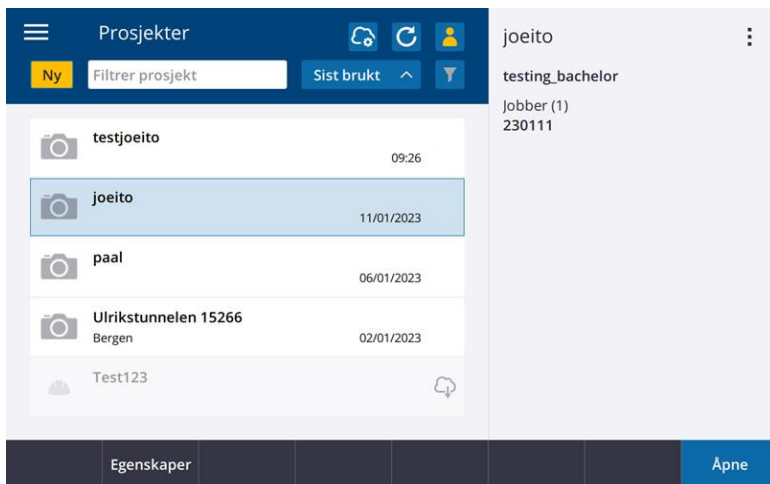 Prosjekter
Ny
Filtrer prosjekt
Sist brukt
testjoeito
09:26
joeito
11/01/2023
paal
06/01/2023
Ulrikstunnelen 15266
Bergen
02/01/2023
Test123
joeito
testing_bachelor
Jobber (1)
230111
Egenskaper
Åpne